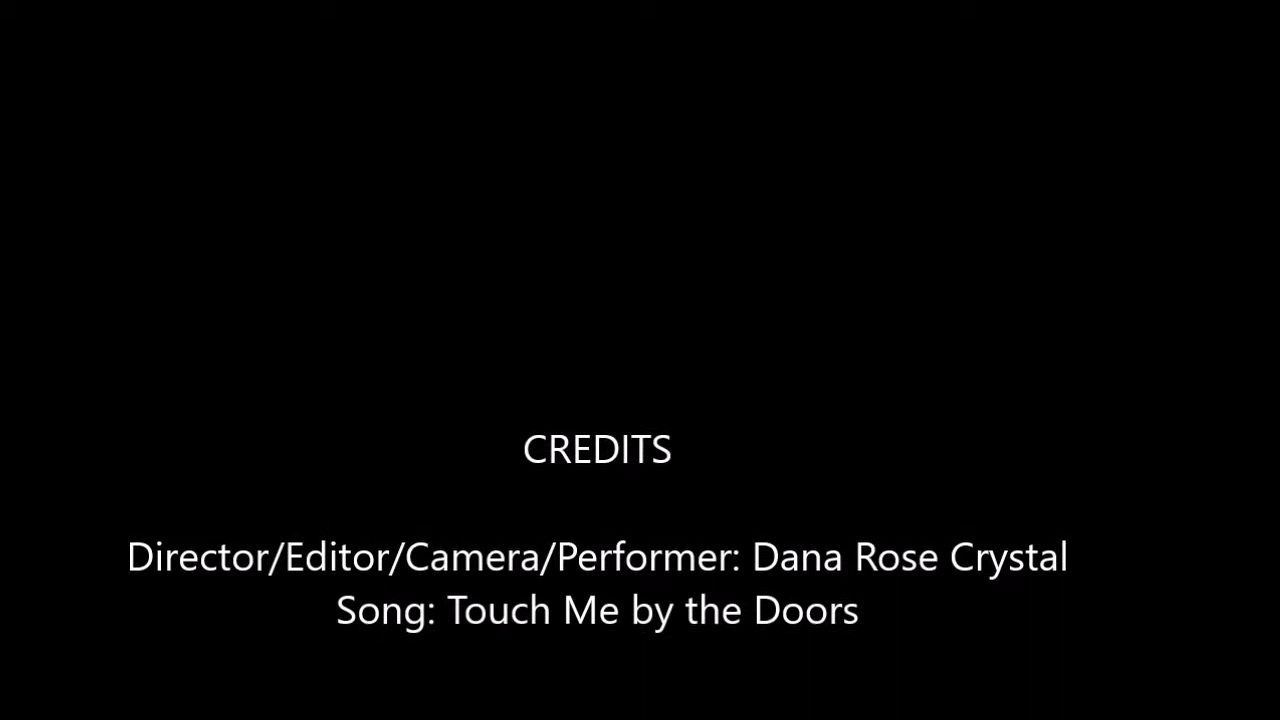 CREDITS
Director/Editor/Camera/Performer: Dana Rose Crystal
Song: Touch Me by the Doors